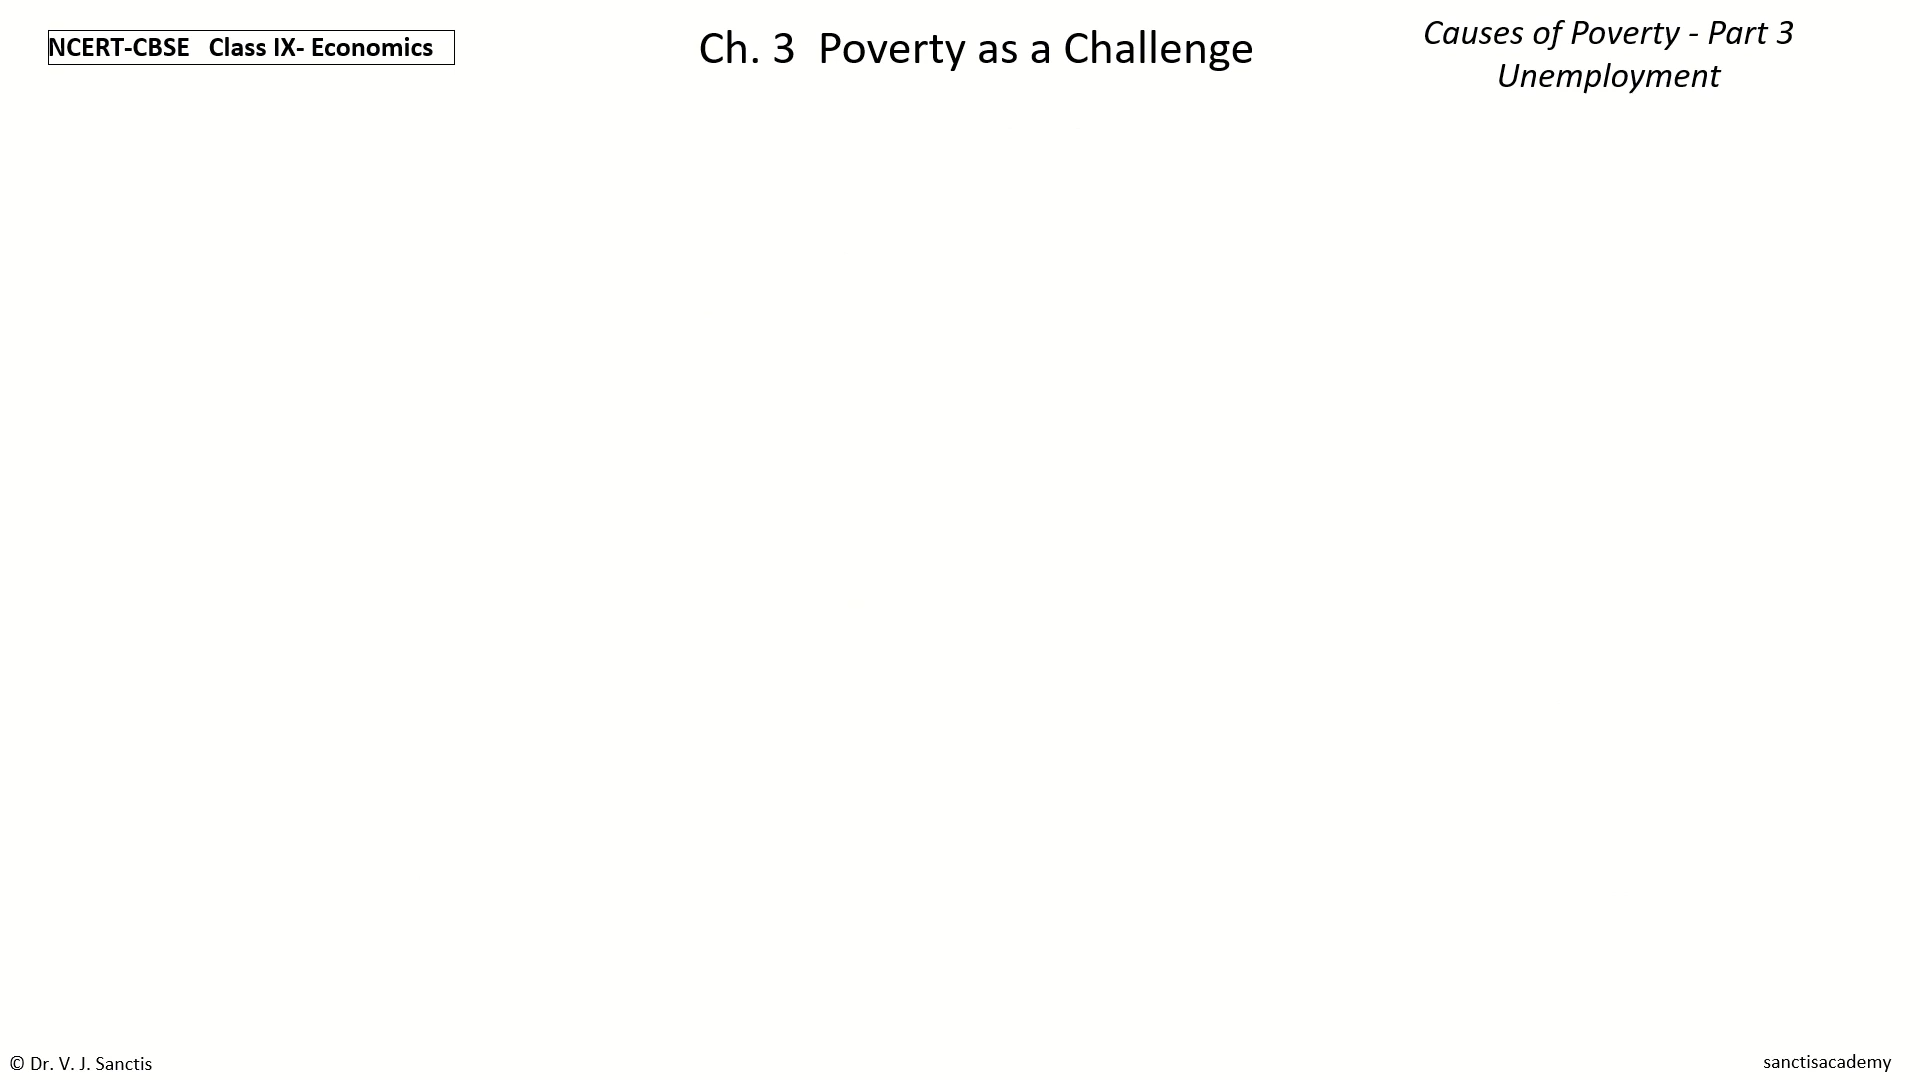 NCERT-CBSE   Class IX- Economics
Ch. 3  Poverty as a Challenge
Causes of Poverty - Part 3
Unemployment
© Dr. V. J. Sanctis
sanctisacademy